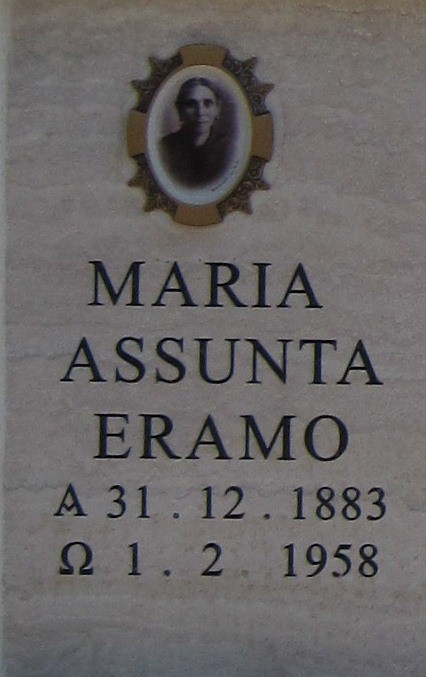 MARIA
ASSUNTA
ERAMO
A 31 . 12 . 1883
Ω 1 . 2 1958